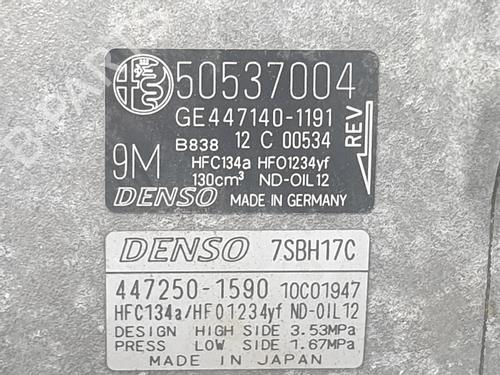 50537004
GE447140-1191
B838 12 C 00534
REV
9M
HFC134a HFO1234yf
130cm³ ND-OIL12
DENSO MADE IN GERMANY
DENSO 7SBH17C
447250-1590 10C01947
HFC134a/HFO1234yf ND-OIL12
DESIGN HIGH SIDE 3.53MPa
PRESS LOW SIDE 1.67MPa
MADE IN JAPAN